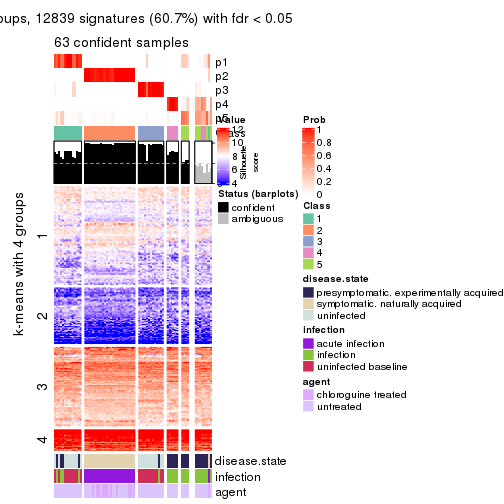 oups, 12839 signatures (60.7%) with fdr < 0.05
63 confident samples
p1
p2
p3
p4
p5
Class
Value
12
10
8
6
4
Silhouette
score
Prob
1
0.8
0.6
0.4
0.2
0
Status (barplots)
confident
ambiguous
Class
1
2
3
4
5
disease.state
presymptomatic, experimentally acquired
symptomatic, naturally acquired
uninfected
infection
acute infection
infection
uninfected baseline
agent
chloroguine treated
untreated
k-means with 4 groups
1
2
3
4
disease.state
infection
agent